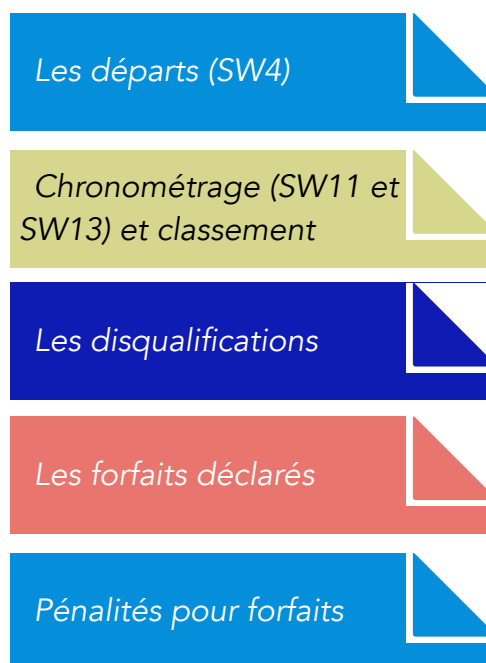 Les départs (SW4)
Chronométrage (SW11 et
SW13) et classement
Les disqualifications
Les forfaits déclarés
Pénalités pour forfaits